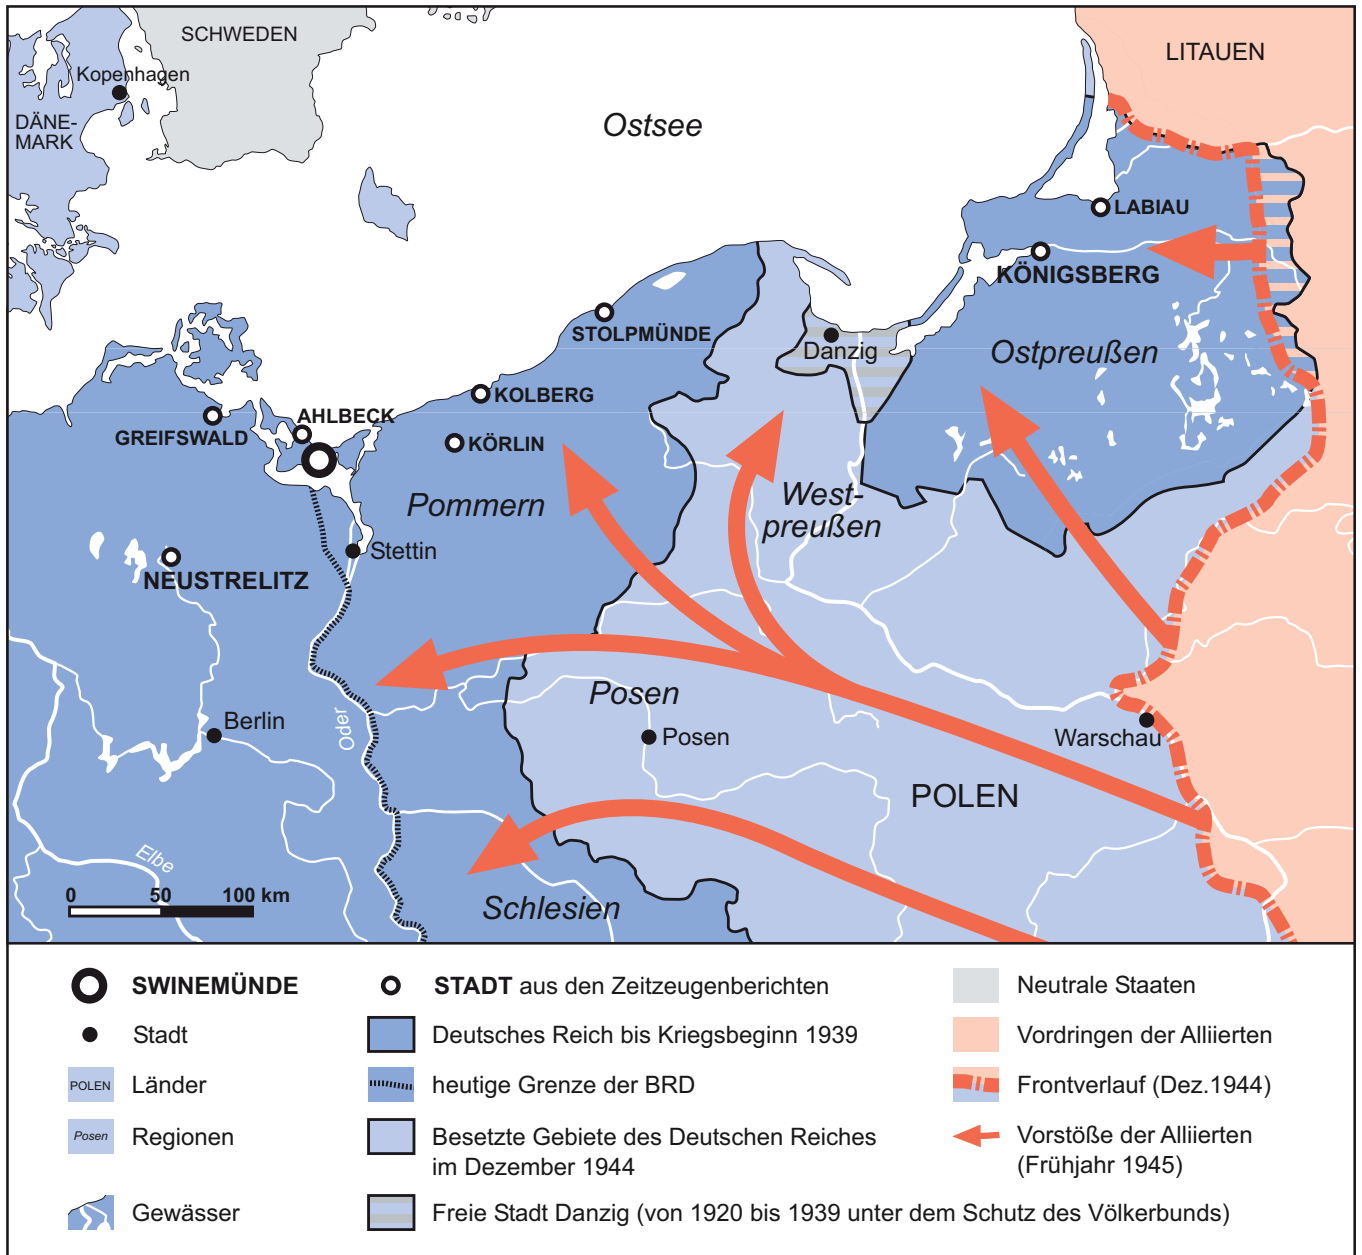 SCHWEDEN
Kopenhagen
DÄNE-
MARK
Ostsee
LITAUEN
LABIAU
KÖNIGSBERG
STOLPMÜNDE
Danzig
Ostpreußen
KOLBERG
AHLBECK
GREIFSWALD
KÖRLIN
Pommern
West-
preußen
Stettin
NEUSTRELITZ
Posen
Berlin
Oder
Posen
Warschau
POLEN
Elbe
0 50 100 km
Schlesien
SWINEMÜNDE
STADT aus den Zeitzeugenberichten
Neutrale Staaten
Stadt
Deutsches Reich bis Kriegsbeginn 1939
Vordringen der Alliierten
POLEN Länder
heutige Grenze der BRD
Frontverlauf (Dez.1944)
Posen Regionen
Besetzte Gebiete des Deutschen Reiches
im Dezember 1944
Vorstöße der Alliierten
(Frühjahr 1945)
Gewässer
Freie Stadt Danzig (von 1920 bis 1939 unter dem Schutz des Völkerbunds)